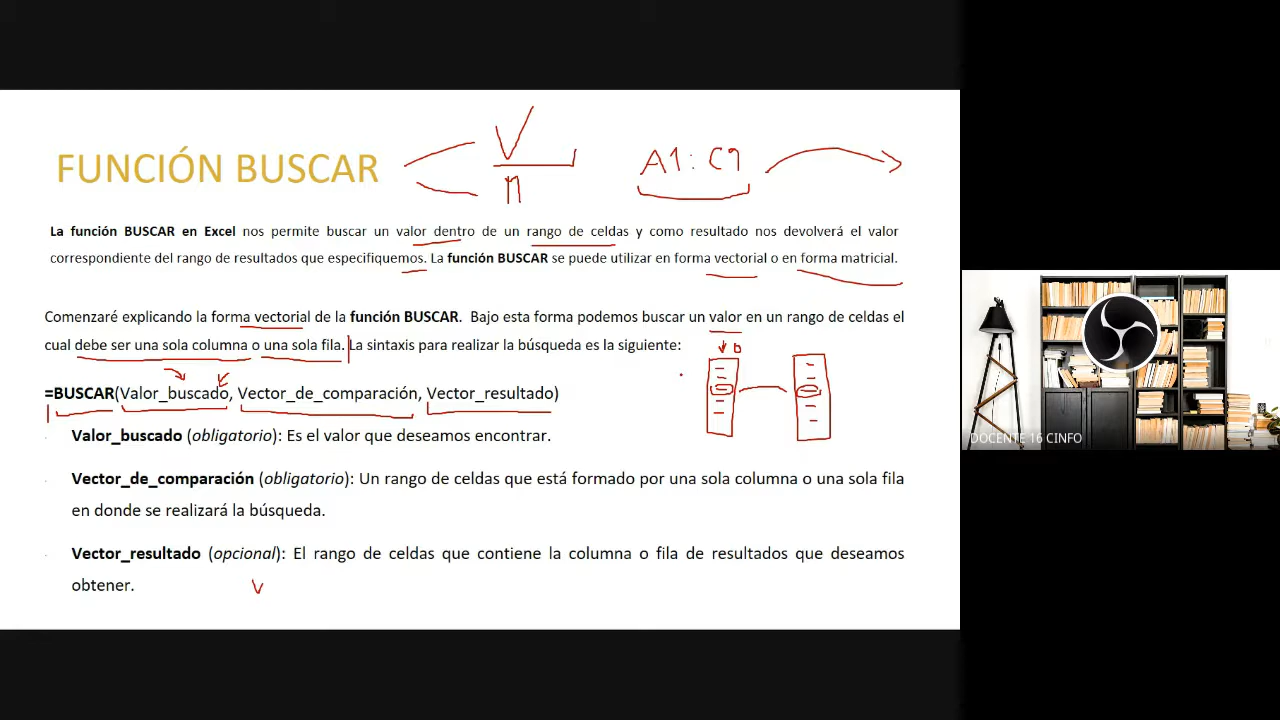 V
FUNCIÓN BUSCAR
A1:C9
n
La función BUSCAR en Excel nos permite buscar un valor dentro de un rango de celdas y como resultado nos devolverá el valor
correspondiente del rango de resultados que especifiquemos. La función BUSCAR se puede utilizar en forma vectorial o en forma matricial.
Comenzaré explicando la forma vectorial de la función BUSCAR. Bajo esta forma podemos buscar un valor en un rango de celdas el
cual debe ser una sola columna o una sola fila. La sintaxis para realizar la búsqueda es la siguiente:
=BUSCAR(Valor_buscado, Vector_de_comparación, Vector_resultado)
Valor_buscado (obligatorio): Es el valor que deseamos encontrar.
Vector_de_comparación (obligatorio): Un rango de celdas que está formado por una sola columna o una sola fila
en donde se realizará la búsqueda.
Vector_resultado (opcional): El rango de celdas que contiene la columna o fila de resultados que deseamos
obtener.
V
DOCENTE 16 CINFO